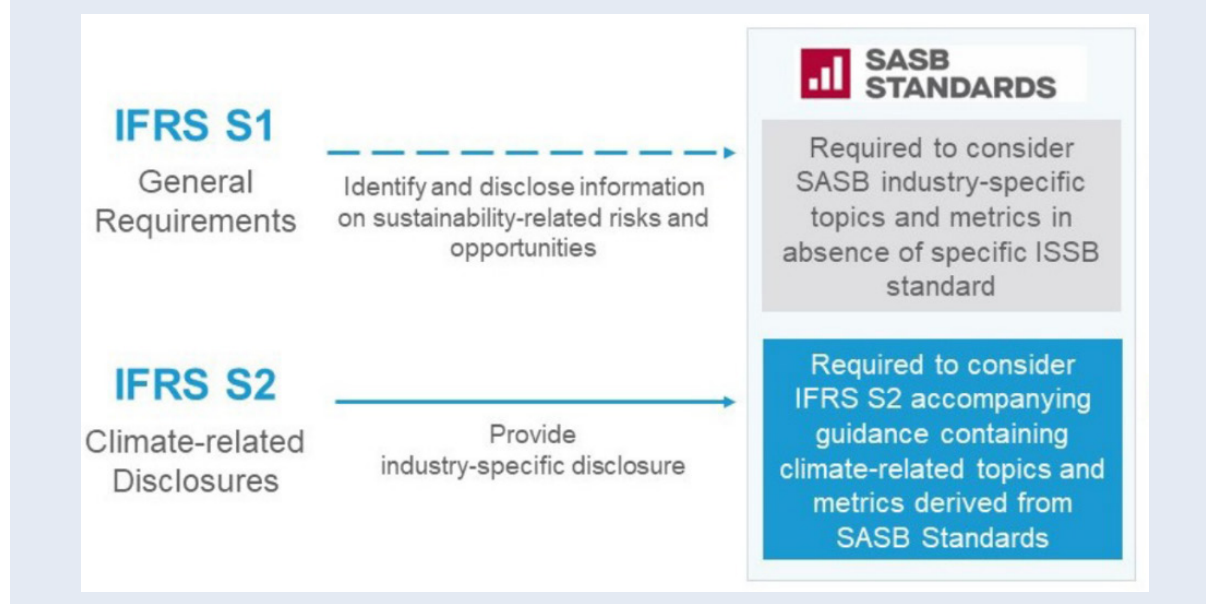 SASB
STANDARDS
IFRS S1
General
Requirements
Identify and disclose information
on sustainability-related risks and
opportunities
Required to consider
SASB industry-specific
topics and metrics in
absence of specific ISSB
standard
IFRS S2
Climate-related
Disclosures
Provide
industry-specific disclosure
Required to consider
IFRS S2 accompanying
guidance containing
climate-related topics and
metrics derived from
SASB Standards